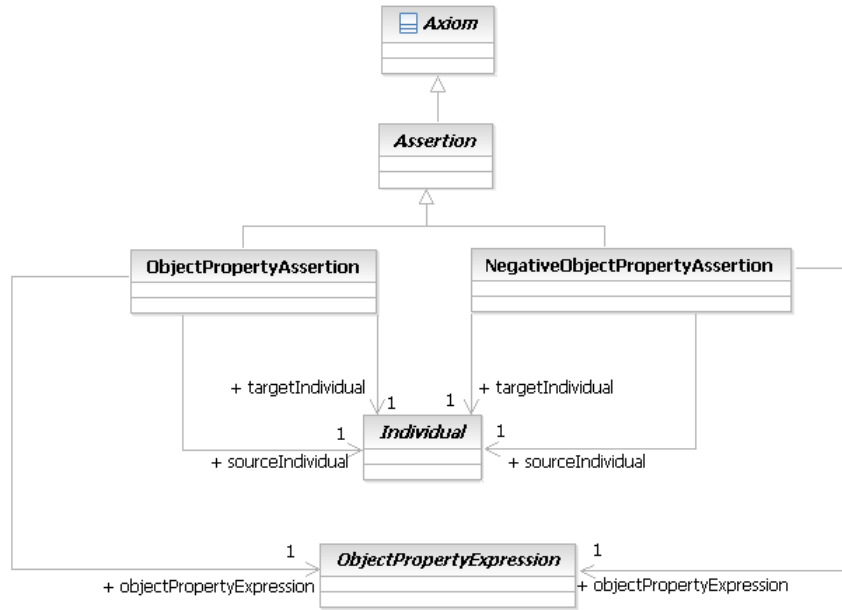 Axiom
Assertion
ObjectPropertyAssertion
NegativeObjectPropertyAssertion
+ targetIndividual
1
1
+ targetIndividual
1
Individual
1
+ sourceIndividual
+ sourceIndividual
1
ObjectPropertyExpression
1
+ objectPropertyExpression
+ objectPropertyExpression